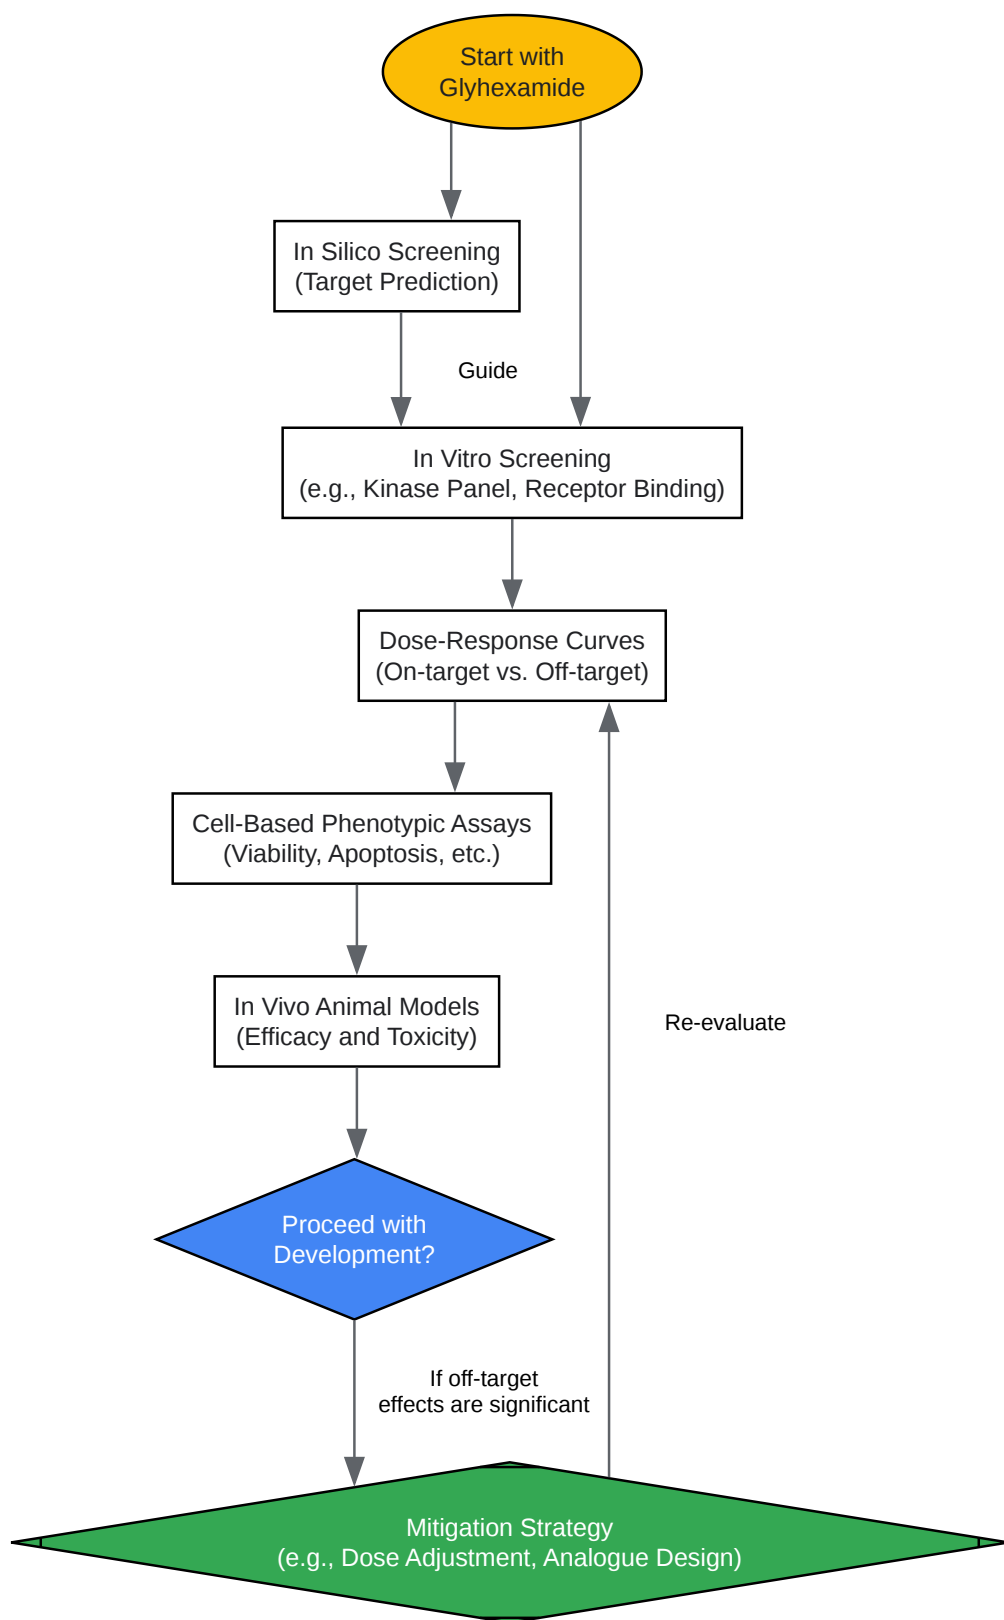 Start with
Glyhexamide
In Silico Screening
(Target Prediction)
Guide
In Vitro Screening
(e.g., Kinase Panel, Receptor Binding)
Dose-Response Curves
(On-target vs. Off-target)
Cell-Based Phenotypic Assays
(Viability, Apoptosis, etc.)
In Vivo Animal Models
(Efficacy and Toxicity)
Re-evaluate
Proceed with
Development?
If off-target
effects are significant
Mitigation Strategy
(e.g., Dose Adjustment, Analogue Design)